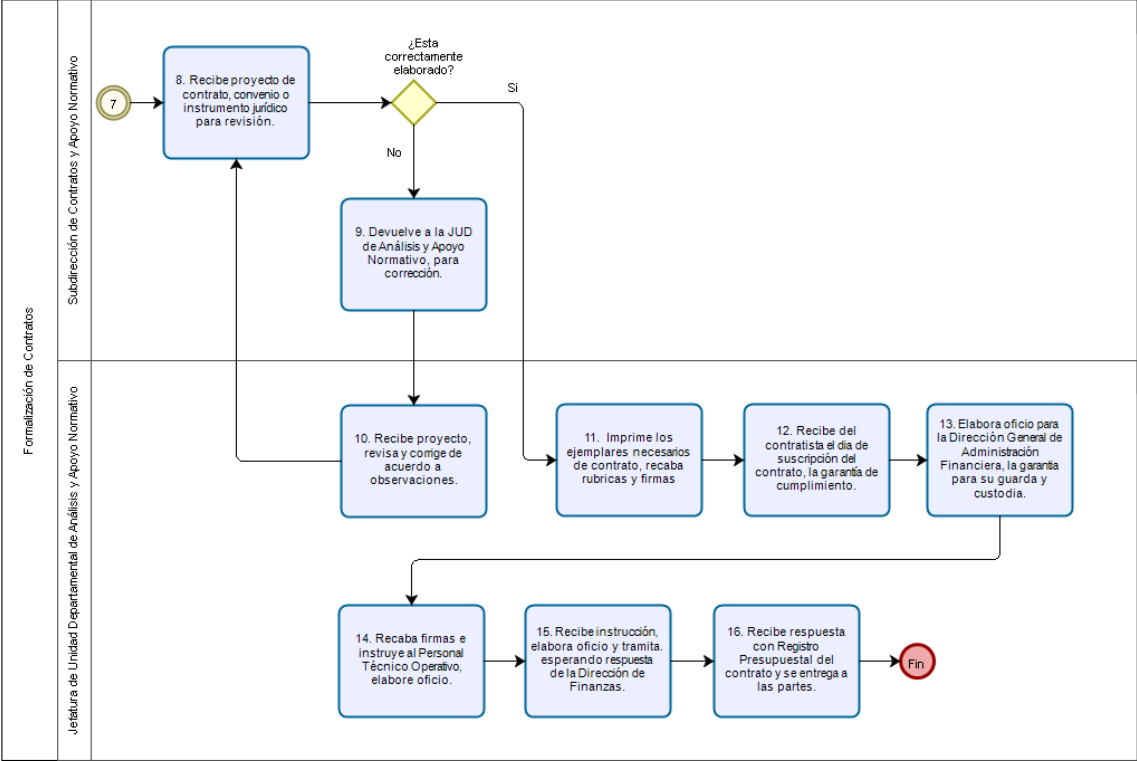 Formalización de Contratos
Subdirección de Contratos y Apoyo Normativo
7
8. Recibe proyecto de
contrato, convenio o
instrumento jurídico
para revisión.
¿Esta
correctamente
elaborado?
Si
No
9. Devuelve a la JUD
de Análisis y Apoyo
Normativo, para
corrección.
Jefatura de Unidad Departamental de Análisis y Apoyo Normativo
10. Recibe proyecto,
revisa y corrige de
acuerdo a
observaciones.
11. Imprime los
ejemplares necesarios
de contrato, recaba
rubricas y firmas
12. Recibe del
contratista el dia de
suscripción del
contrato, la garantía de
cumplimiento.
13. Elabora oficio para
la Dirección General de
Administración
Financiera, la garantia
para su guarda y
custodia.
14. Recaba firmas e
instruye al Personal
Técnico Operativo,
elabore oficio.
15. Recibe instrucción,
elabora oficio y tramita.
esperando respuesta
de la Dirección de
Finanzas.
16. Recibe respuesta
con Registro
Presupuestal del
contrato y se entrega a
las partes.
Fin